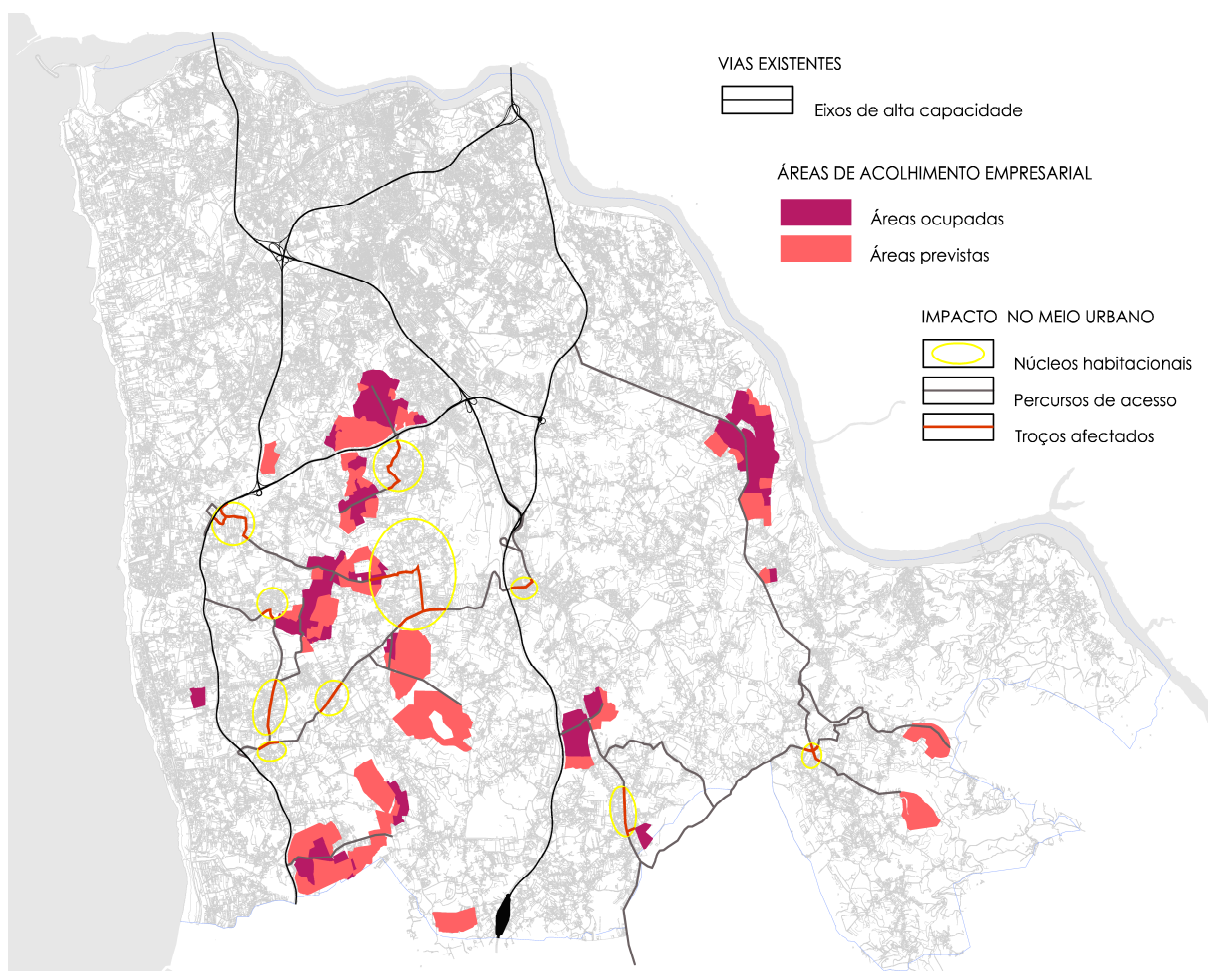 VIAS EXISTENTES
Eixos de alta capacidade
ÁREAS DE ACOLHIMENTO EMPRESARIAL
Áreas ocupadas
Áreas previstas
IMPACTO NO MEIO URBANO
Núcleos habitacionais
Percursos de acesso
Troços afectados